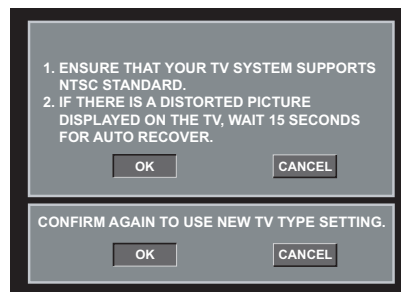 1. ENSURE THAT YOUR TV SYSTEM SUPPORTS
NTSC STANDARD.
2. IF THERE IS A DISTORTED PICTURE
DISPLAYED ON THE TV, WAIT 15 SECONDS
FOR AUTO RECOVER.
OK CANCEL
CONFIRM AGAIN TO USE NEW TV TYPE SETTING.
OK CANCEL